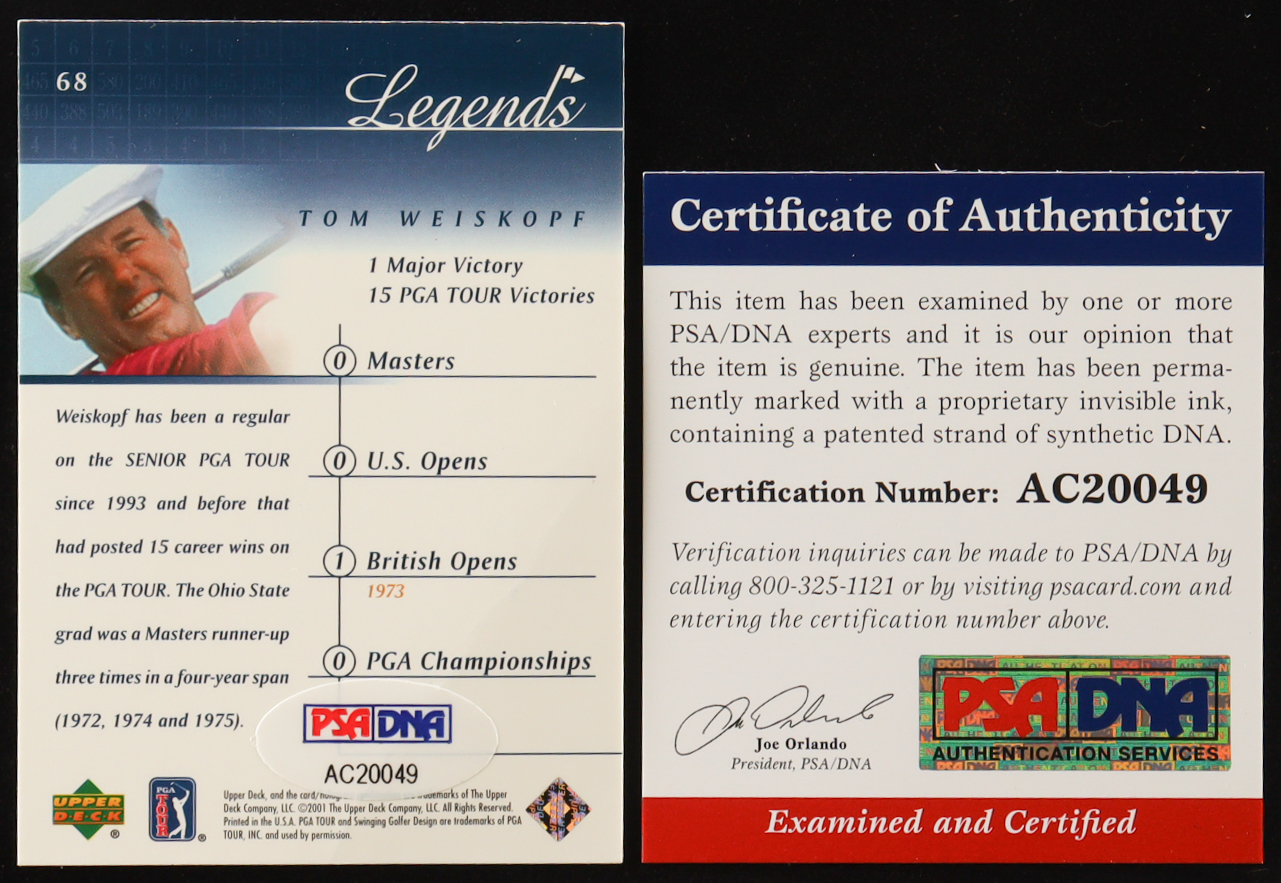 68
Legends
TOM WEISKOPF
1 Major Victory
15 PGA TOUR Victories
0 Masters
0 U.S. Opens
1 British Opens
1973
0 PGA Championships
Weiskopf has been a regular
on the SENIOR PGA TOUR
since 1993 and before that
had posted 15 career wins on
the PGA TOUR. The Ohio State
grad was a Masters runner-up
three times in a four-year span
(1972, 1974 and 1975).
PSA DNA
AC20049
UPPER
D·E·C·K
®
PGA
TOUR
®
Upper Deck, and the card/ of The Upper
Deck Company, LLC. ©2001 The Upper Deck Company, LLC. All Rights Reserved.
Printed in the U.S.A. PGA TOUR and Swinging Golfer Design are trademarks of PGA
TOUR, INC. and used by permission.
Certificate of Authenticity
This item has been examined by one or more
PSA/DNA experts and it is our opinion that
the item is genuine. The item has been perma-
nently marked with a proprietary invisible ink,
containing a patented strand of synthetic DNA.
Certification Number: AC20049
Verification inquiries can be made to PSA/DNA by
calling 800-325-1121 or by visiting psacard.com and
entering the certification number above.
Joe Orlando
President, PSA/DNA
PSA DNA
AUTHENTICATION SERVICES
Examined and Certified